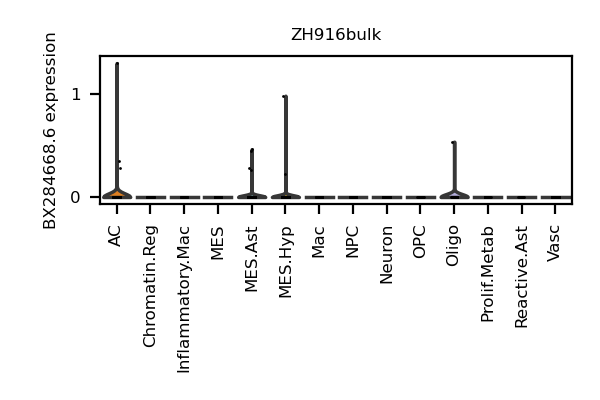 ZH916bulk
BX284668.6 expression
1
0
AC
Chromatin.Reg
Inflammatory.Mac
MES
MES.Ast
MES.Hyp
Mac
NPC
Neuron
OPC
Oligo
Prolif.Metab
Reactive.Ast
Vasc